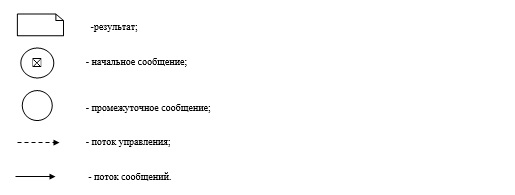 -результат;
- начальное сообщение;
- промежуточное сообщение;
- поток управления;
- поток сообщений.